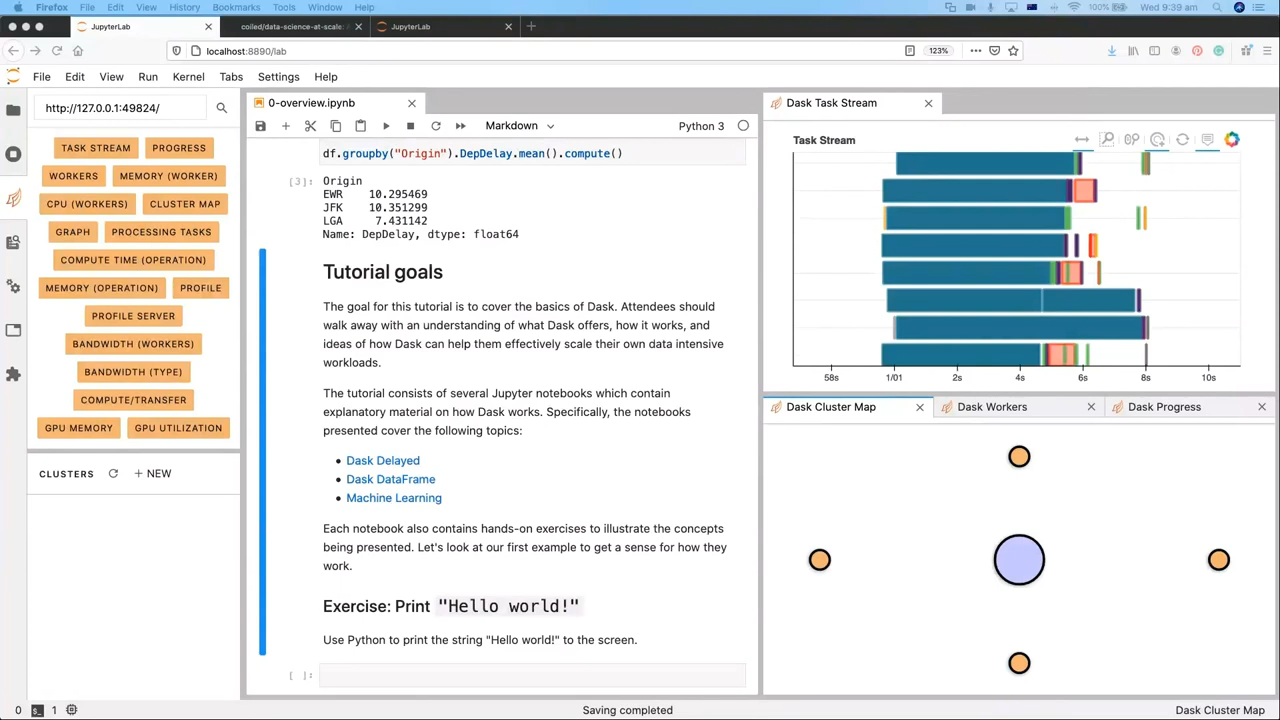 Firefox File Edit View History Bookmarks Tools Window Help
100% Wed 9:39 am
JupyterLab
coiled/data-science-at-scale:
JupyterLab
localhost:8890/lab
123%
File Edit View Run Kernel Tabs Settings Help
http://127.0.0.1:49824/
TASK STREAM
PROGRESS
WORKERS
MEMORY (WORKER)
CPU (WORKERS)
CLUSTER MAP
GRAPH
PROCESSING TASKS
COMPUTE TIME (OPERATION)
MEMORY (OPERATION)
PROFILE
PROFILE SERVER
BANDWIDTH (WORKERS)
BANDWIDTH (TYPE)
COMPUTE/TRANSFER
GPU MEMORY
GPU UTILIZATION
CLUSTERS
+ NEW
0-overview.ipynb
Markdown
Python 3
df.groupby("Origin").DepDelay.mean().compute()
[3]: Origin
EWR 10.295469
JFK 10.351299
LGA 7.431142
Name: DepDelay, dtype: float64
Tutorial goals
The goal for this tutorial is to cover the basics of Dask. Attendees should
walk away with an understanding of what Dask offers, how it works, and
ideas of how Dask can help them effectively scale their own data intensive
workloads.
The tutorial consists of several Jupyter notebooks which contain
explanatory material on how Dask works. Specifically, the notebooks
presented cover the following topics:
• Dask Delayed
• Dask DataFrame
• Machine Learning
Each notebook also contains hands-on exercises to illustrate the concepts
being presented. Let's look at our first example to get a sense for how they
work.
Exercise: Print "Hello world!"
Use Python to print the string "Hello world!" to the screen.
[ ]:
Dask Task Stream
Task Stream
58s 1/01 2s 4s 6s 8s 10s
Dask Cluster Map
Dask Workers
Dask Progress
0 1
Saving completed
Dask Cluster Map